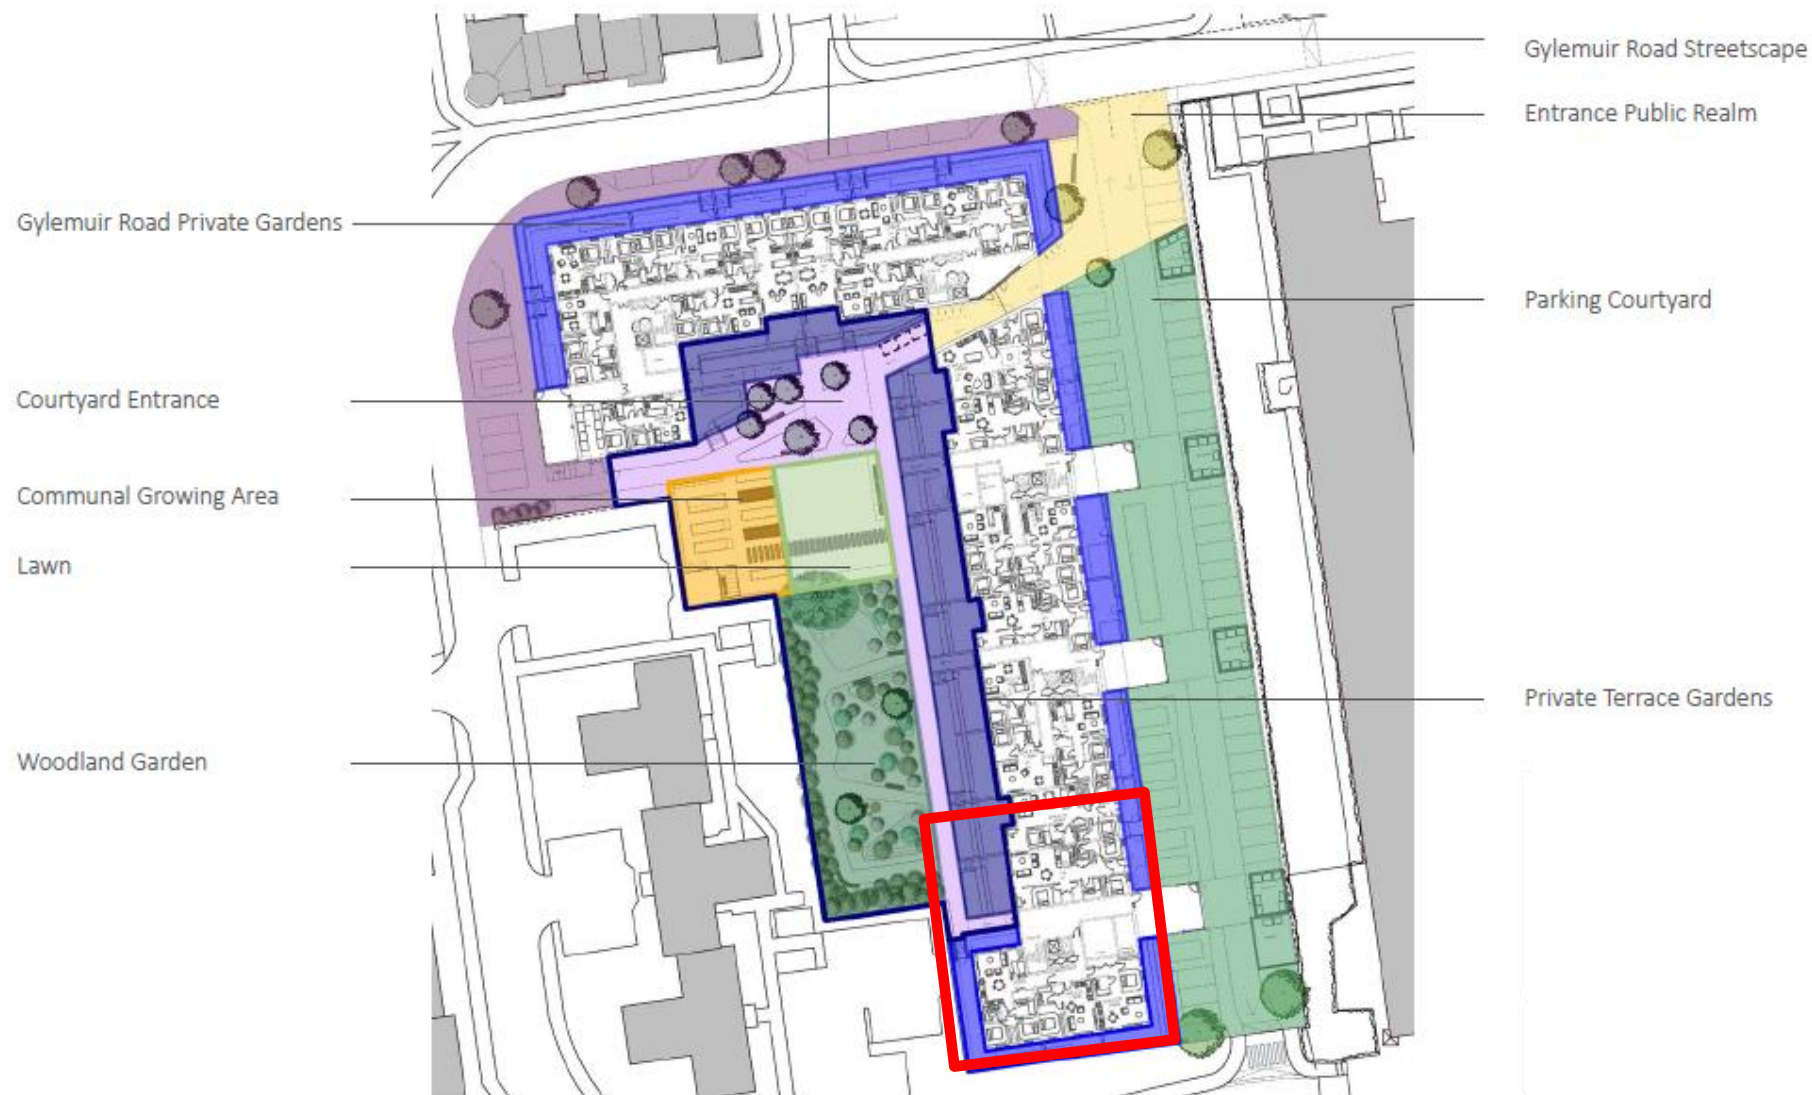 Gylemuir Road Streetscape
Entrance Public Realm
Gylemuir Road Private Gardens
Parking Courtyard
Courtyard Entrance
Communal Growing Area
Lawn
Private Terrace Gardens
Woodland Garden